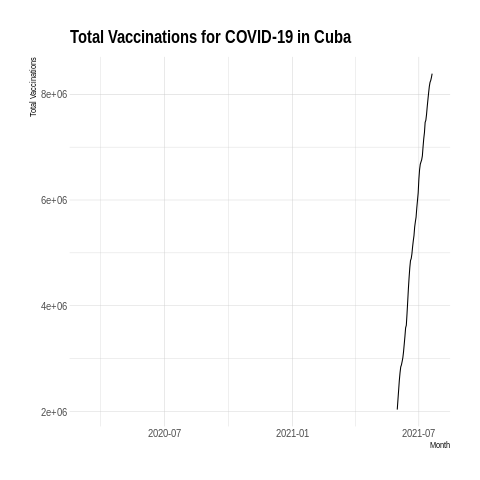 Total Vaccinations for COVID-19 in Cuba
Total Vaccinations
8e+06
6e+06
4e+06
2e+06
2020-07
2021-01
2021-07
Month